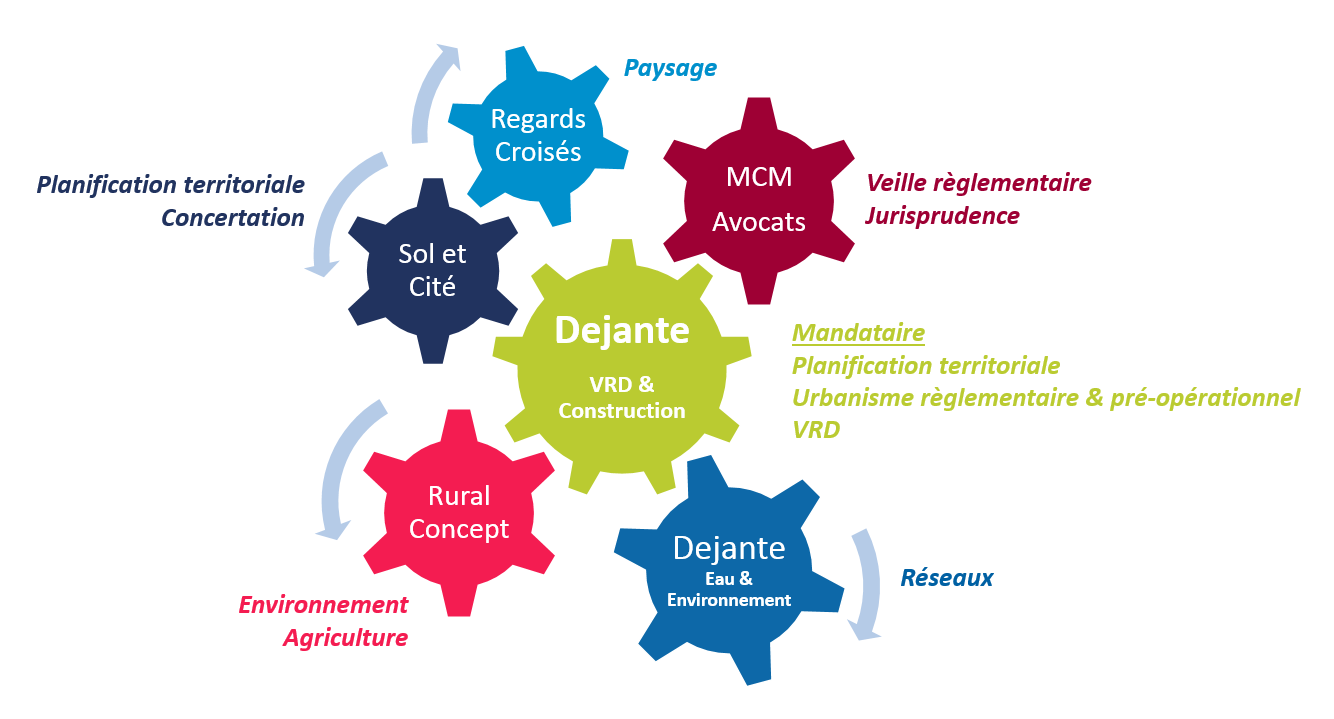 Paysage
Regards
Croisés
MCM
Avocats
Veille règlementaire
Jurisprudence
Planification territoriale
Concertation
Sol et
Cité
Dejante
VRD &
Construction
Mandataire
Planification territoriale
Urbanisme règlementaire & pré-opérationnel
VRD
Rural
Concept
Environnement
Agriculture
Dejante
Eau &
Environnement
Réseaux